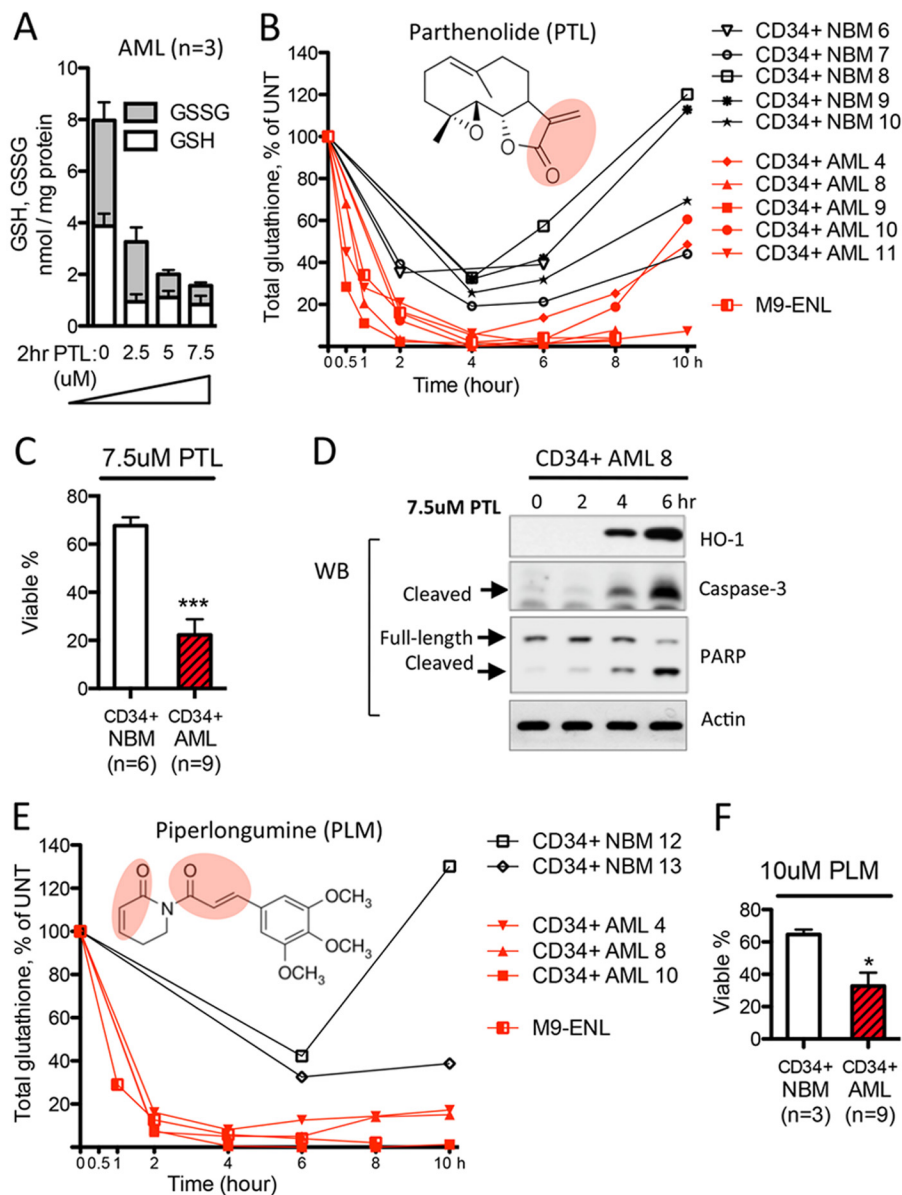 A
AML (n=3)
10
8
6
4
2
0
GSH, GSSG
nmol / mg protein
GSSG
GSH
2hr PTL: 0 2.5 5 7.5
(uM)
B
Parthenolide (PTL)
140
120
100
80
60
40
20
Total glutathione, % of UNT
O
O
O
0 0.5 1 2 4 6 8 10 h
Time (hour)
CD34+ NBM 6
CD34+ NBM 7
CD34+ NBM 8
CD34+ NBM 9
CD34+ NBM 10
CD34+ AML 4
CD34+ AML 8
CD34+ AML 9
CD34+ AML 10
CD34+ AML 11
M9-ENL
C
7.5uM PTL
80
60
40
20
0
Viable %
***
CD34+ CD34+
NBM AML
(n=6) (n=9)
D
CD34+ AML 8
7.5uM PTL 0 2 4 6 hr
WB
HO-1
Cleaved
Caspase-3
Full-length
Cleaved
PARP
Actin
E
Piperlongumine (PLM)
140
120
100
80
60
40
20
Total glutathione, % of UNT
O O
N
OCH3
OCH3
OCH3
0 0.5 1 2 4 6 8 10 h
Time (hour)
CD34+ NBM 12
CD34+ NBM 13
CD34+ AML 4
CD34+ AML 8
CD34+ AML 10
M9-ENL
F
10uM PLM
80
60
40
20
0
Viable %
*
CD34+ CD34+
NBM AML
(n=3) (n=9)